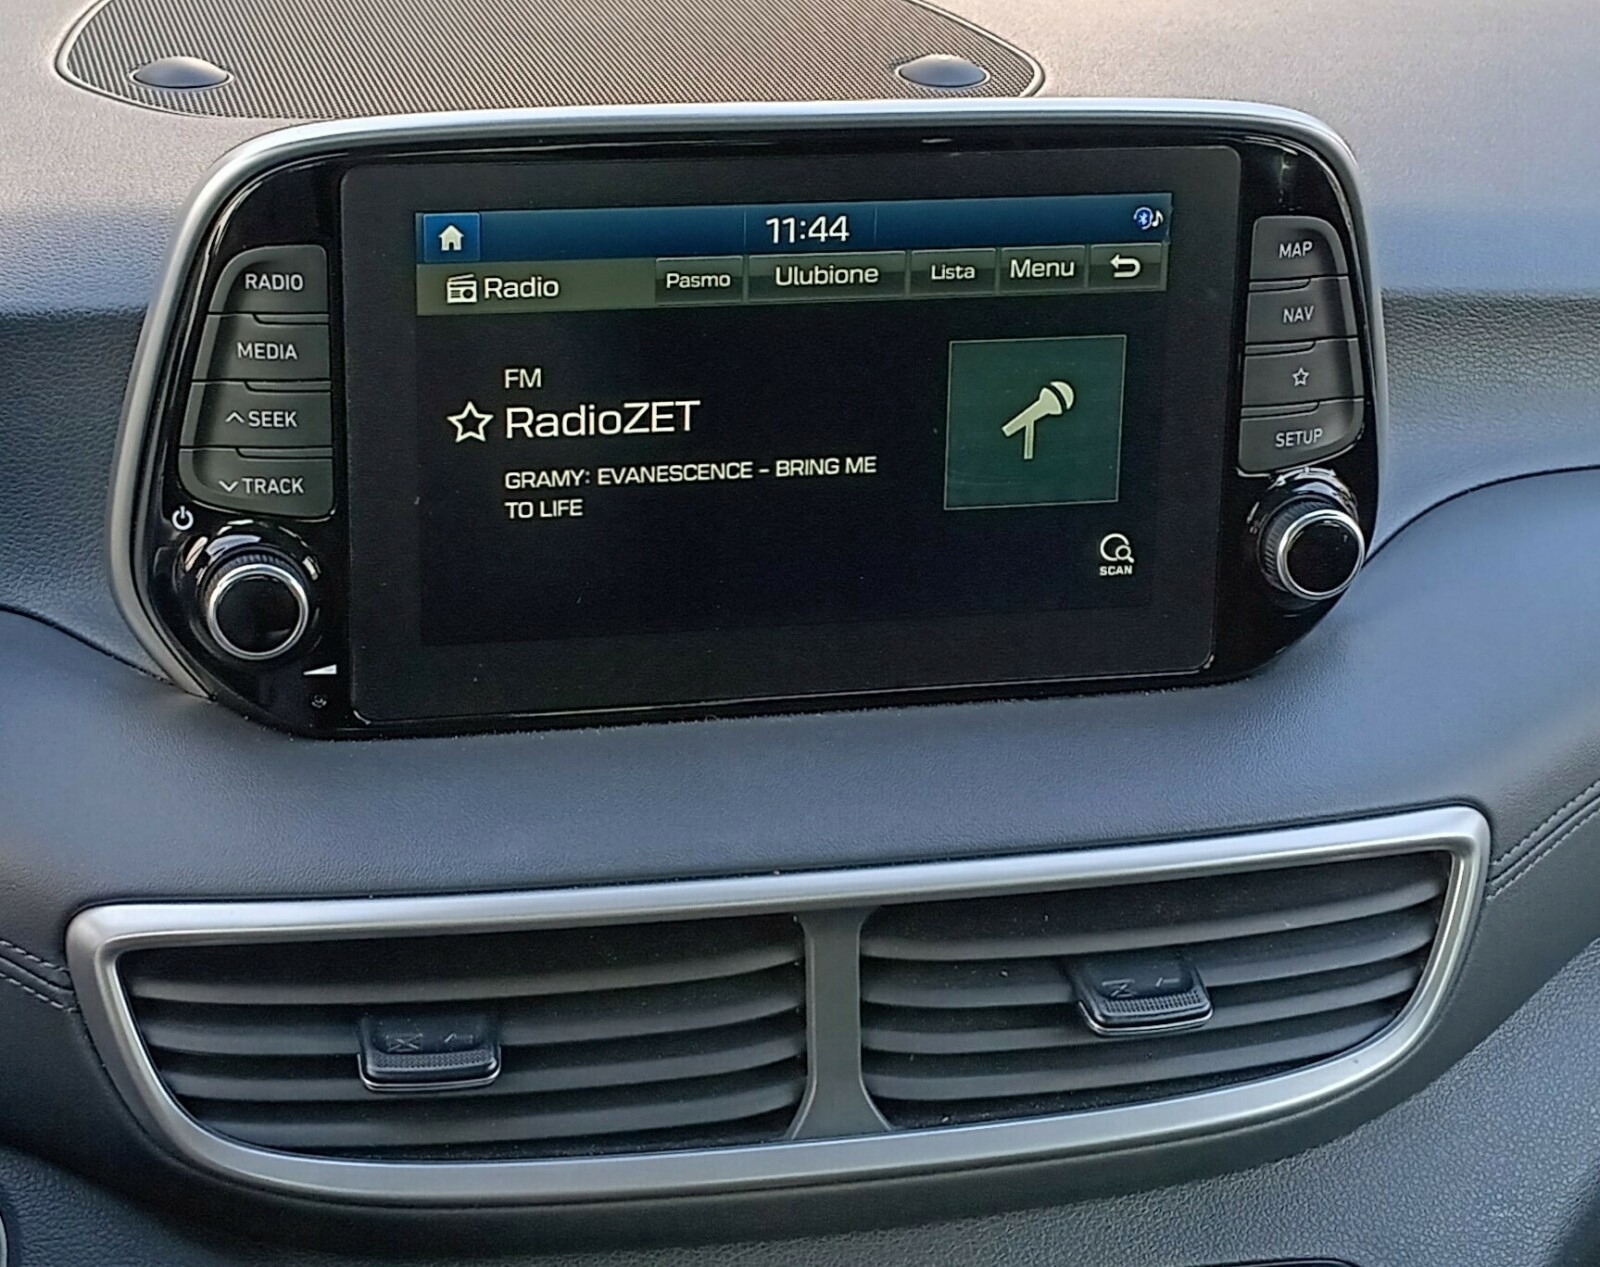 11:44
Radio Pasmo Ulubione Lista Menu
FM
RadioZET
GRAMY: EVANESCENCE - BRING ME
TO LIFE
SCAN
RADIO
MEDIA
SEEK
TRACK
MAP
NAV
SETUP